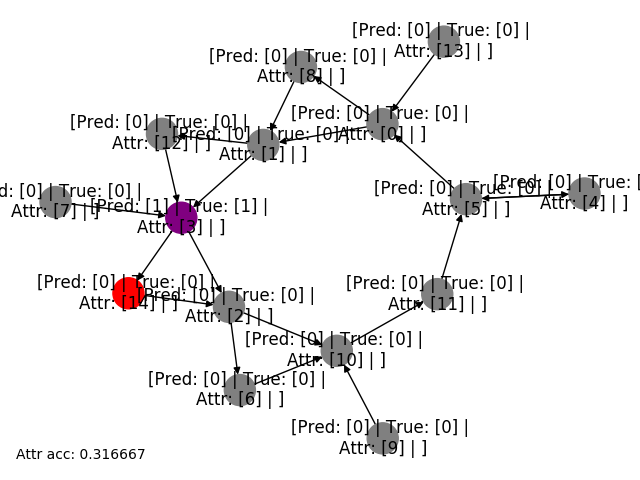 [Pred: [0] | True: [0] |
Attr: [13] | ]
[Pred: [0] | True: [0] |
Attr: [8] | ]
[Pred: [0] | True: [0] |
Attr: [0] | ]
[Pred: [0] | True: [0] |
Attr: [12] | ]
[Pred: [0] | True: [0] |
Attr: [1] | ]
[Pred: [0] | True: [0] |
Attr: [5] | ]
[Pred: [0] | True: [
Attr: [4] | ]
d: [0] | True: [0] |
Attr: [7] | ]
[Pred: [1] | True: [1] |
Attr: [3] | ]
[Pred: [0] | True: [0] |
Attr: [14] | ]
[Pred: [0] | True: [0] |
Attr: [2] | ]
[Pred: [0] | True: [0] |
Attr: [11] | ]
[Pred: [0] | True: [0] |
Attr: [10] | ]
[Pred: [0] | True: [0] |
Attr: [6] | ]
[Pred: [0] | True: [0] |
Attr: [9] | ]
Attr acc: 0.316667